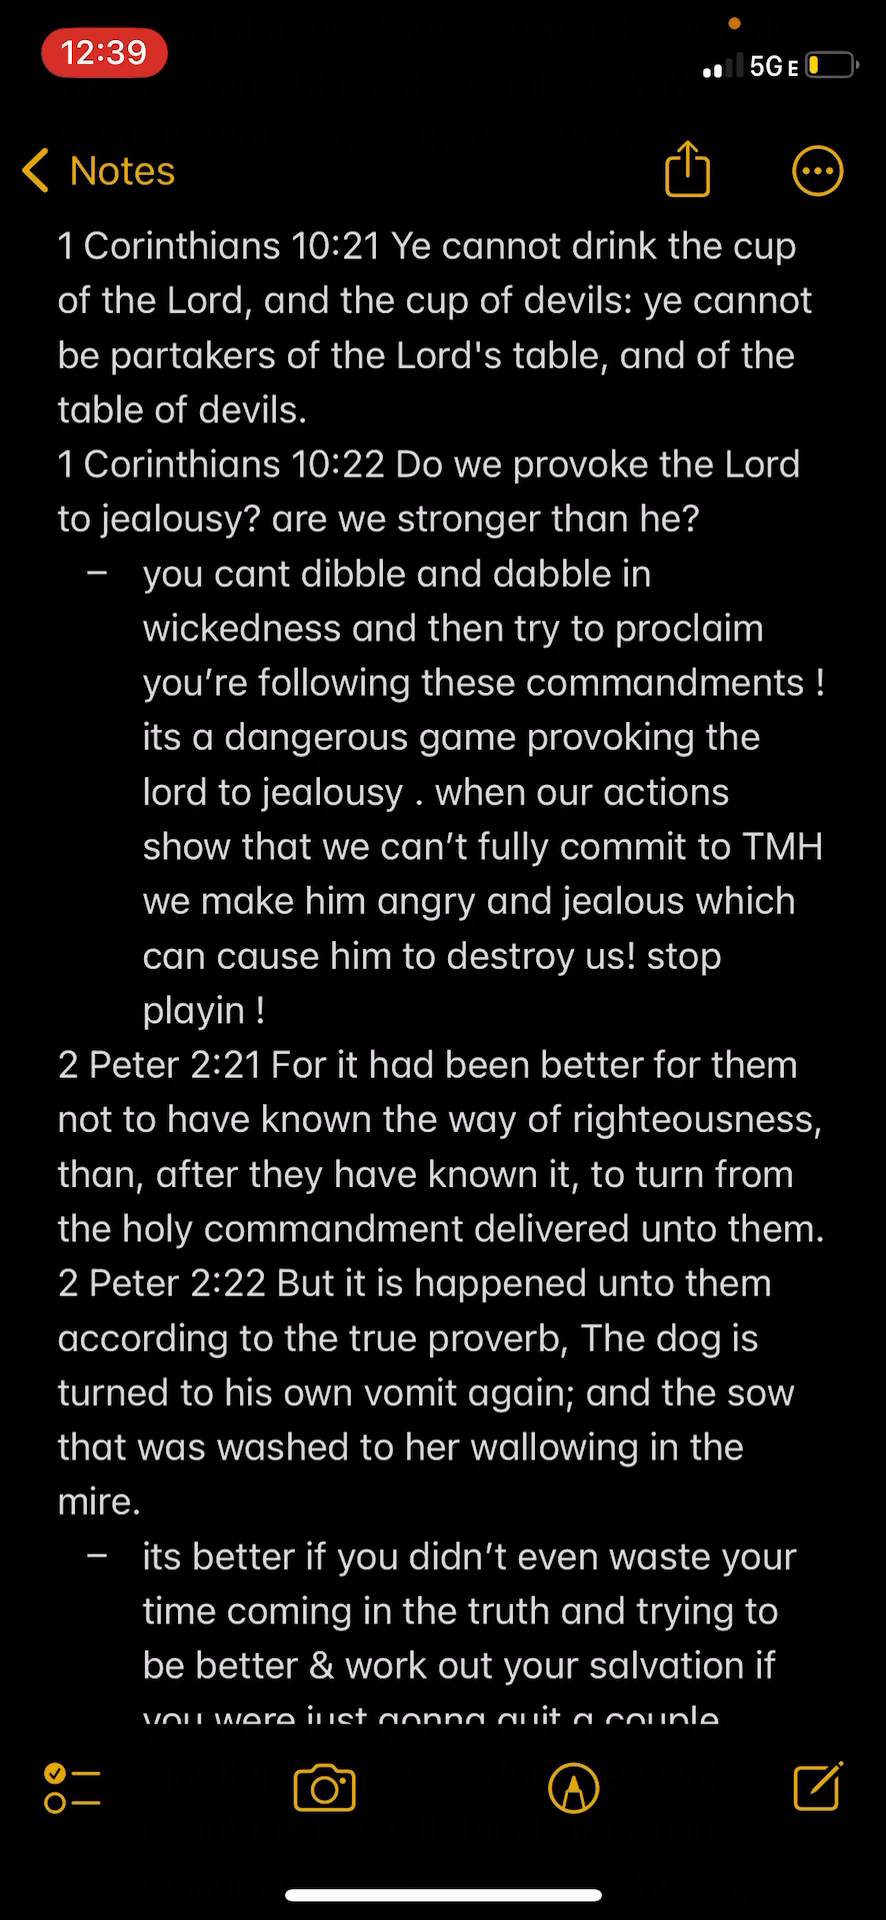 12:39
5G E
Notes
1 Corinthians 10:21 Ye cannot drink the cup
of the Lord, and the cup of devils: ye cannot
be partakers of the Lord's table, and of the
table of devils.
1 Corinthians 10:22 Do we provoke the Lord
to jealousy? are we stronger than he?
– you cant dibble and dabble in
wickedness and then try to proclaim
you’re following these commandments !
its a dangerous game provoking the
lord to jealousy . when our actions
show that we can’t fully commit to TMH
we make him angry and jealous which
can cause him to destroy us! stop
playin !
2 Peter 2:21 For it had been better for them
not to have known the way of righteousness,
than, after they have known it, to turn from
the holy commandment delivered unto them.
2 Peter 2:22 But it is happened unto them
according to the true proverb, The dog is
turned to his own vomit again; and the sow
that was washed to her wallowing in the
mire.
– its better if you didn’t even waste your
time coming in the truth and trying to
be better & work out your salvation if
you were just gonna quit a couple